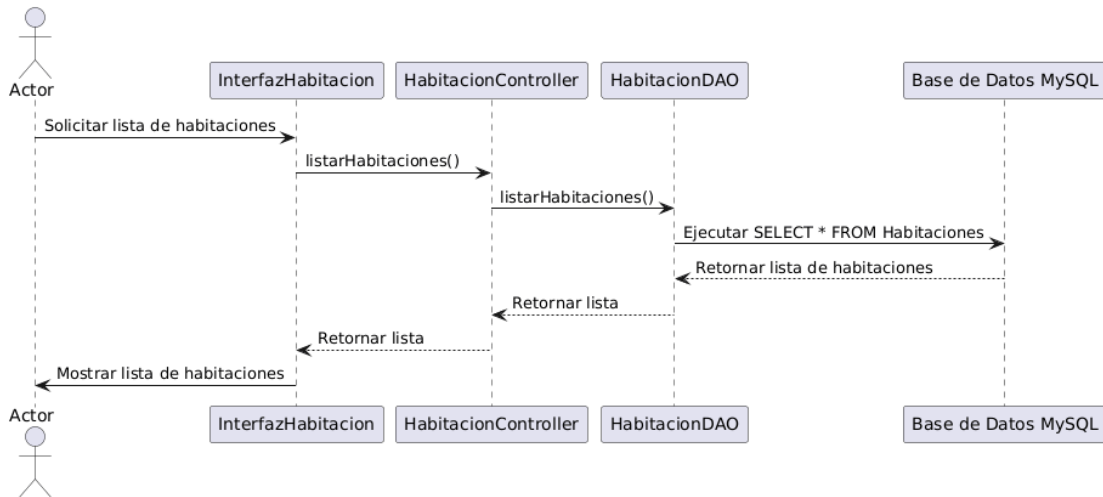 Actor
InterfazHabitacion
HabitacionController
HabitacionDAO
Base de Datos MySQL
Solicitar lista de habitaciones
listarHabitaciones()
listarHabitaciones()
Ejecutar SELECT * FROM Habitaciones
Retornar lista de habitaciones
Retornar lista
Retornar lista
Mostrar lista de habitaciones
Actor
InterfazHabitacion
HabitacionController
HabitacionDAO
Base de Datos MySQL